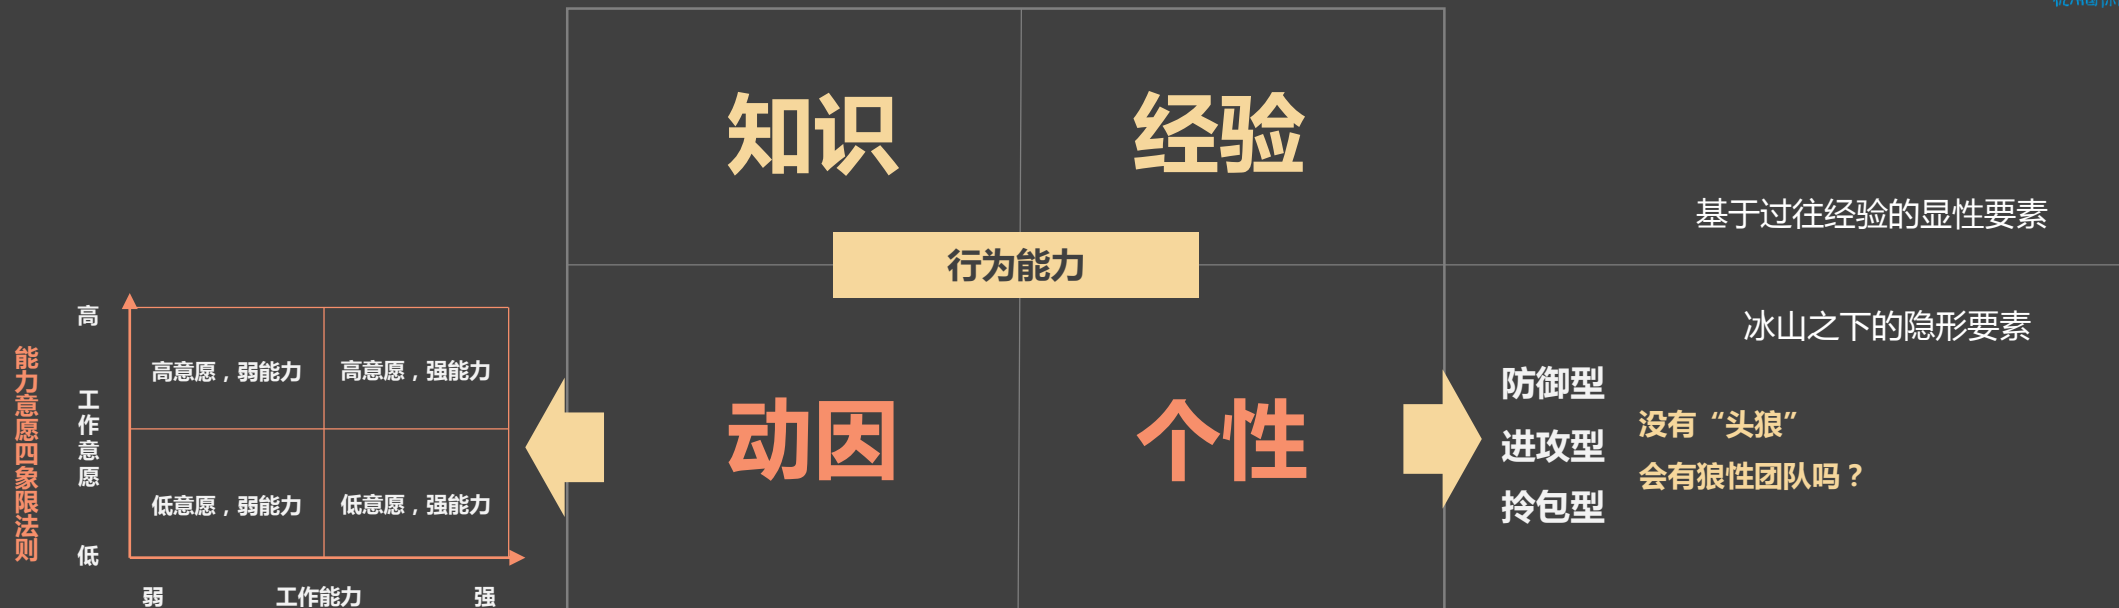 知识
经验
基于过往经验的显性要素
行为能力
冰山之下的隐形要素
能力意愿四象限法则
高
工作意愿
低
高意愿，弱能力
高意愿，强能力
低意愿，弱能力
低意愿，强能力
弱
工作能力
强
动因
个性
防御型
进攻型
拎包型
没有“头狼”
会有狼性团队吗？